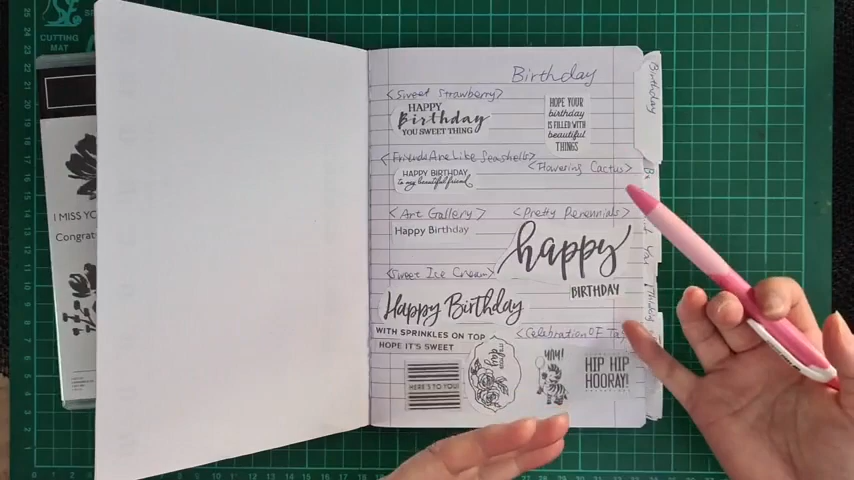 CUTTING
MAT
I MISS YO
Congrat
Birthday
Birthday
<Sweet Strawberry>
HAPPY
Birthday
YOU SWEET THING
HOPE YOUR
birthday
IS FILLED WITH
beautiful
THINGS
<Friends Are Like Seashells>
HAPPY BIRTHDAY
to my beautiful friend
<Flowering Cactus>
<Art Gallery>
Happy Birthday
<Pretty Perennials>
happy
BIRTHDAY
<Sweet Ice Cream>
Happy Birthday
WITH SPRINKLES ON TOP
HOPE IT'S SWEET
<Celebration Of Ta
HERE'S TO YOU!
YAY!
HIP HIP
HOORAY!